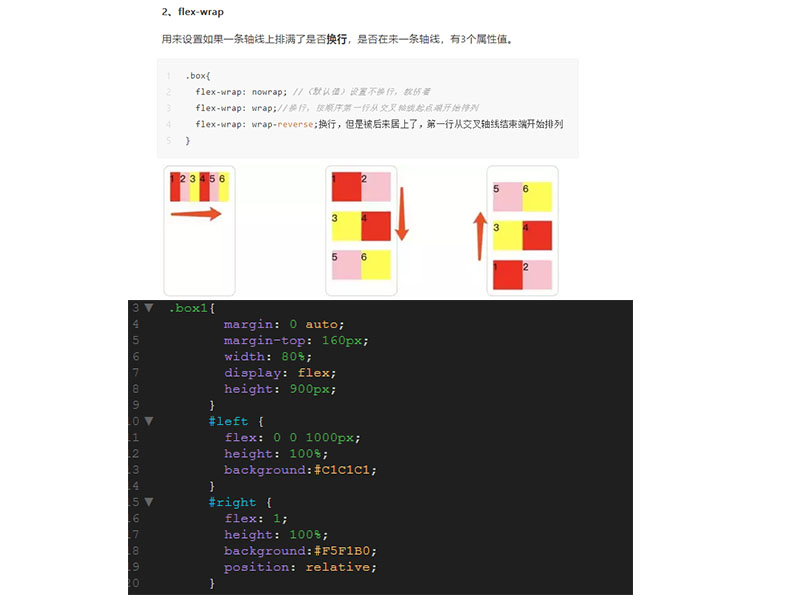 2、flex-wrap
用来设置如果一条轴线上排满了是否换行，是否在未一条轴线，有3个属性值。
1 .box{
2 flex-wrap: nowrap; //（默认值）设置不换行，就挤着
3 flex-wrap: wrap;//换行，按顺序第一行从交叉轴线起点端开始排列
4 flex-wrap: wrap-reverse;换行，但是被后来居上了，第一行从交叉轴线结束端开始排列
5 }
1 2 3 4 5 6
1 2
3 4
5 6
5 6
3 4
1 2
3 .box1{
4 margin: 0 auto;
5 margin-top: 160px;
6 width: 80%;
7 display: flex;
8 height: 900px;
9 }
10 #left {
11 flex: 0 0 1000px;
12 height: 100%;
13 background:#C1C1C1;
14 }
15 #right {
16 flex: 1;
17 height: 100%;
18 background:#F5F1B0;
19 position: relative;
20 }